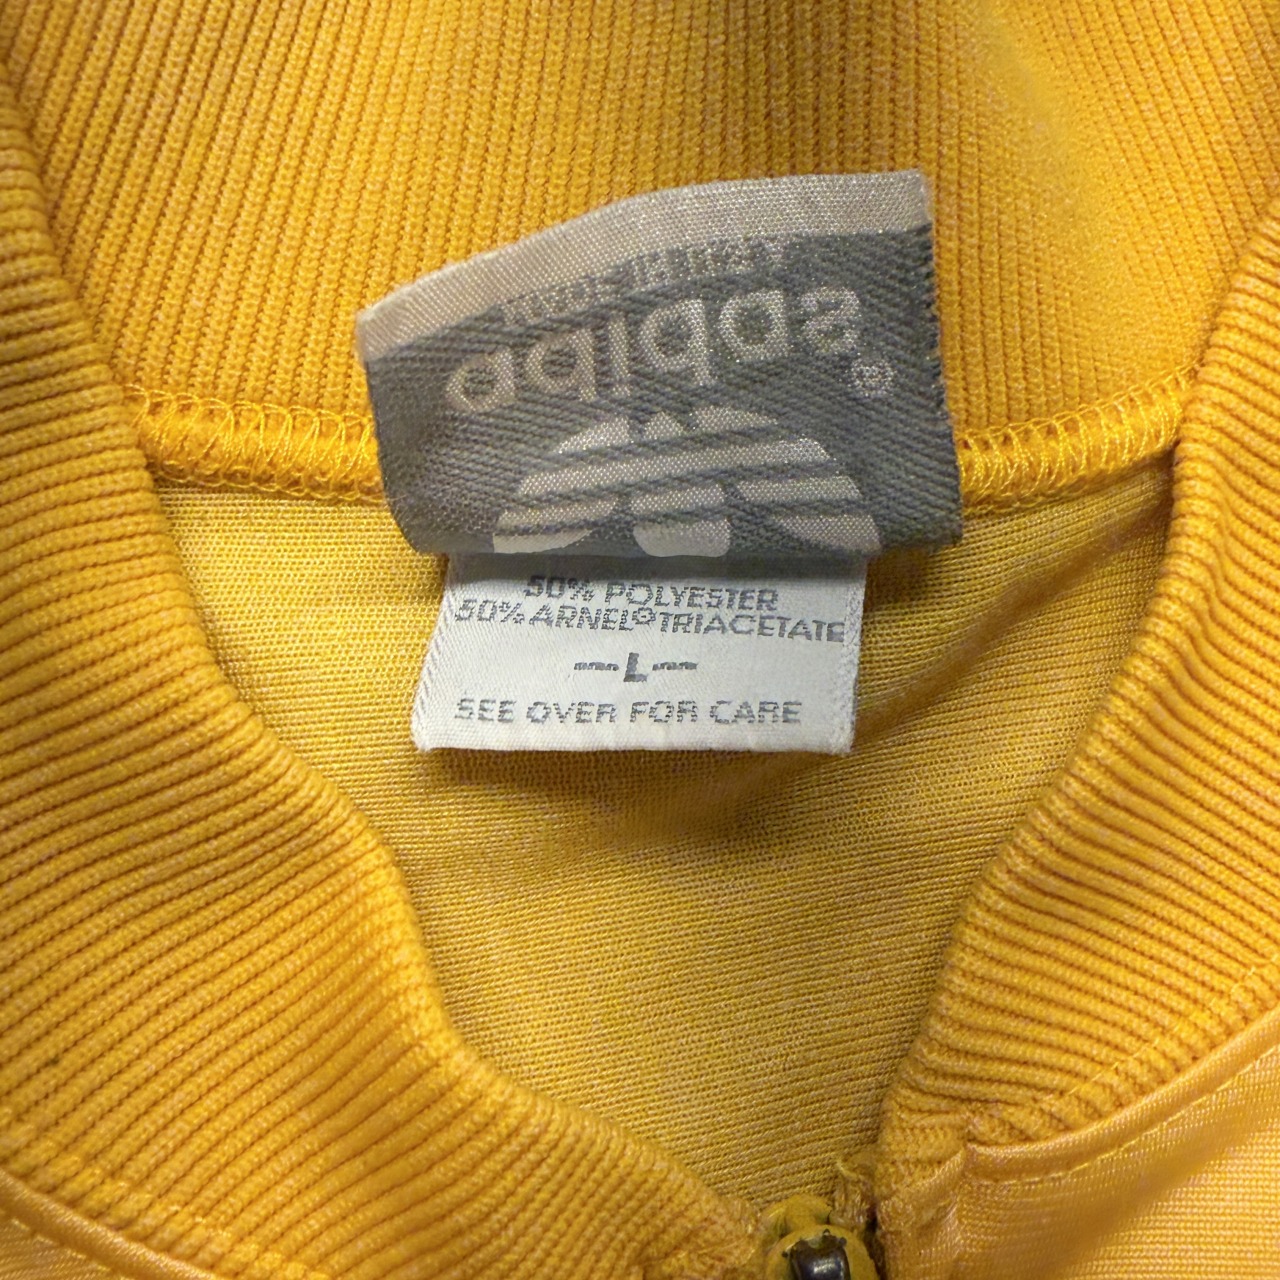 adidas®
50% POLYESTER
50% ARNEL® TRIACETATE
—L—
SEE OVER FOR CARE